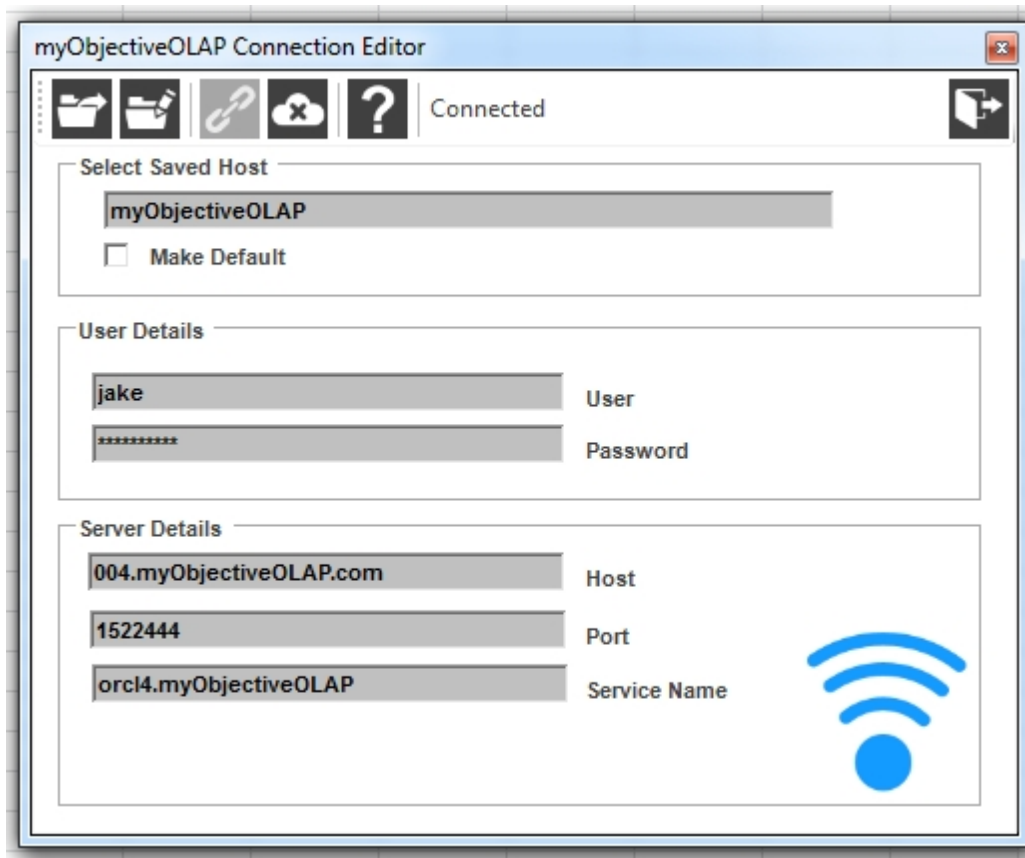 myObjectiveOLAP Connection Editor
Connected
Select Saved Host
myObjectiveOLAP
Make Default
User Details
jake User
********** Password
Server Details
004.myObjectiveOLAP.com Host
1522444 Port
orcl4.myObjectiveOLAP Service Name